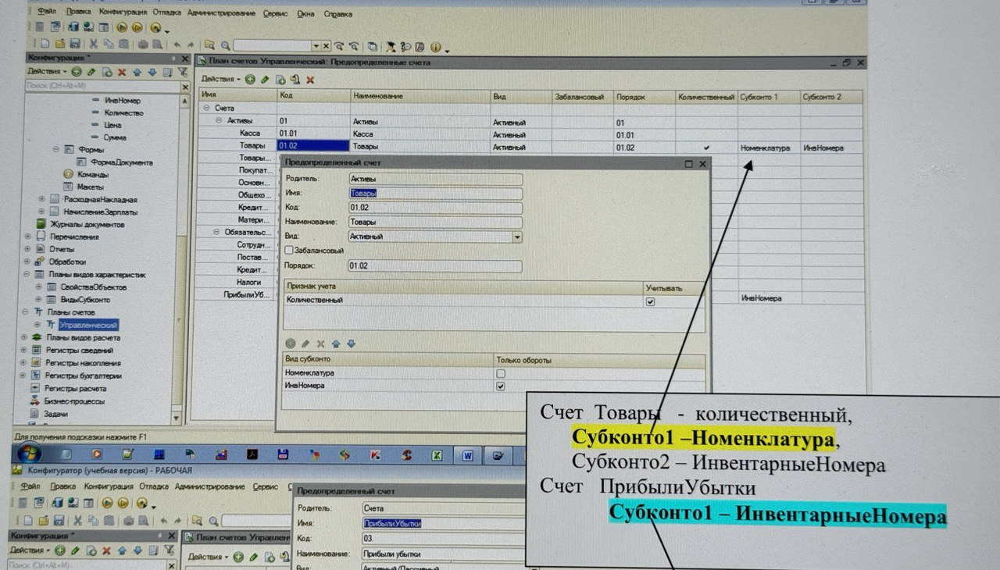 Файл Правка Конфигурация Отладка Администрирование Сервис Окна Справка
Конфигурация *
План счетов Управленческий: Предопределенные счета
Действия
Действия
Поиск (Ctrl+Alt+M)
Имя Код Наименование Вид Забалансовый Порядок Количественный Субконто 1 Субконто 2
ИнвНомер
Количество
Цена
Сумма
Формы
ФормаДокумента
Команды
Макеты
РасходнаяНакладная
НачислениеЗарплаты
Журналы документов
Перечисления
Отчеты
Обработки
Планы видов характеристик
СвойстваОбъектов
ВидыСубконто
Планы счетов
Управленческий
Планы видов расчета
Регистры сведений
Регистры накопления
Регистры бухгалтерии
Регистры расчета
Бизнес-процессы
Задачи
Счета
Активы 01 Активы Активный 01
Касса 01.01 Касса Активный 01.01
Товары 01.02 Товары Активный 01.02 Номенклатура ИнвНомера
Товары...
Покупат...
Основн...
Общехо...
Кредит...
Матери...
Обязательс...
Сотрудн...
Постав...
Кредит...
Налоги
ПрибылиУб... ИнвНомера
Предопределенный счет
Родитель: Активы
Имя: Товары
Код: 01.02
Наименование: Товары
Вид: Активный
Забалансовый
Порядок: 01.02
Признак учета Учитывать
Количественный
Вид субконто Только обороты
Номенклатура
ИнвНомера
Для получения подсказки нажмите F1
Счет Товары - количественный,
Субконто1 –Номенклатура,
Субконто2 – ИнвентарныеНомера
Счет ПрибылиУбытки
Субконто1 – ИнвентарныеНомера
Конфигуратор (учебная версия) - РАБОЧАЯ
Файл Правка Конфигурация Отладка Администрирование Сервис
Конфигурация *
План счетов Управлен
Действия
Действия
Поиск (Ctrl+Alt+M)
Предопределенный счет
Родитель: Счета
Имя: ПрибылиУбытки
Код: 03.
Наименование: Прибыли убытки
Вид: Активный/Пассивный